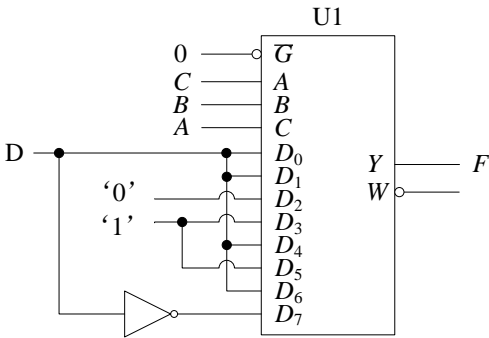 U1
0 G̅
C A
B B
A C
D D₀
D₁
‘0’ D₂
‘1’ D₃
D₄
D₅
D₆
D₇
Y F
W